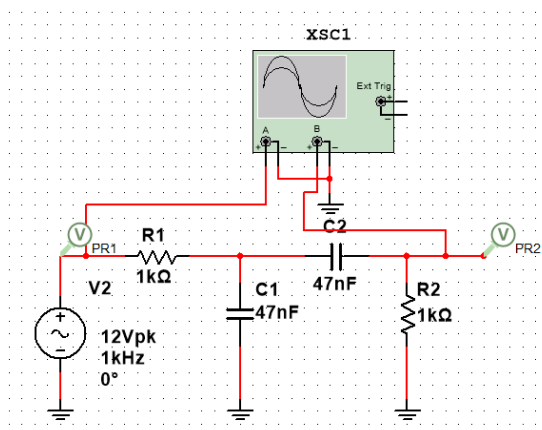 XSC1
Ext Trig
+
−
A
B
+ −
+ −
V
PR1
R1
1kΩ
C2
47nF
V
PR2
V2
+
−
12Vpk
1kHz
0°
C1
47nF
R2
1kΩ